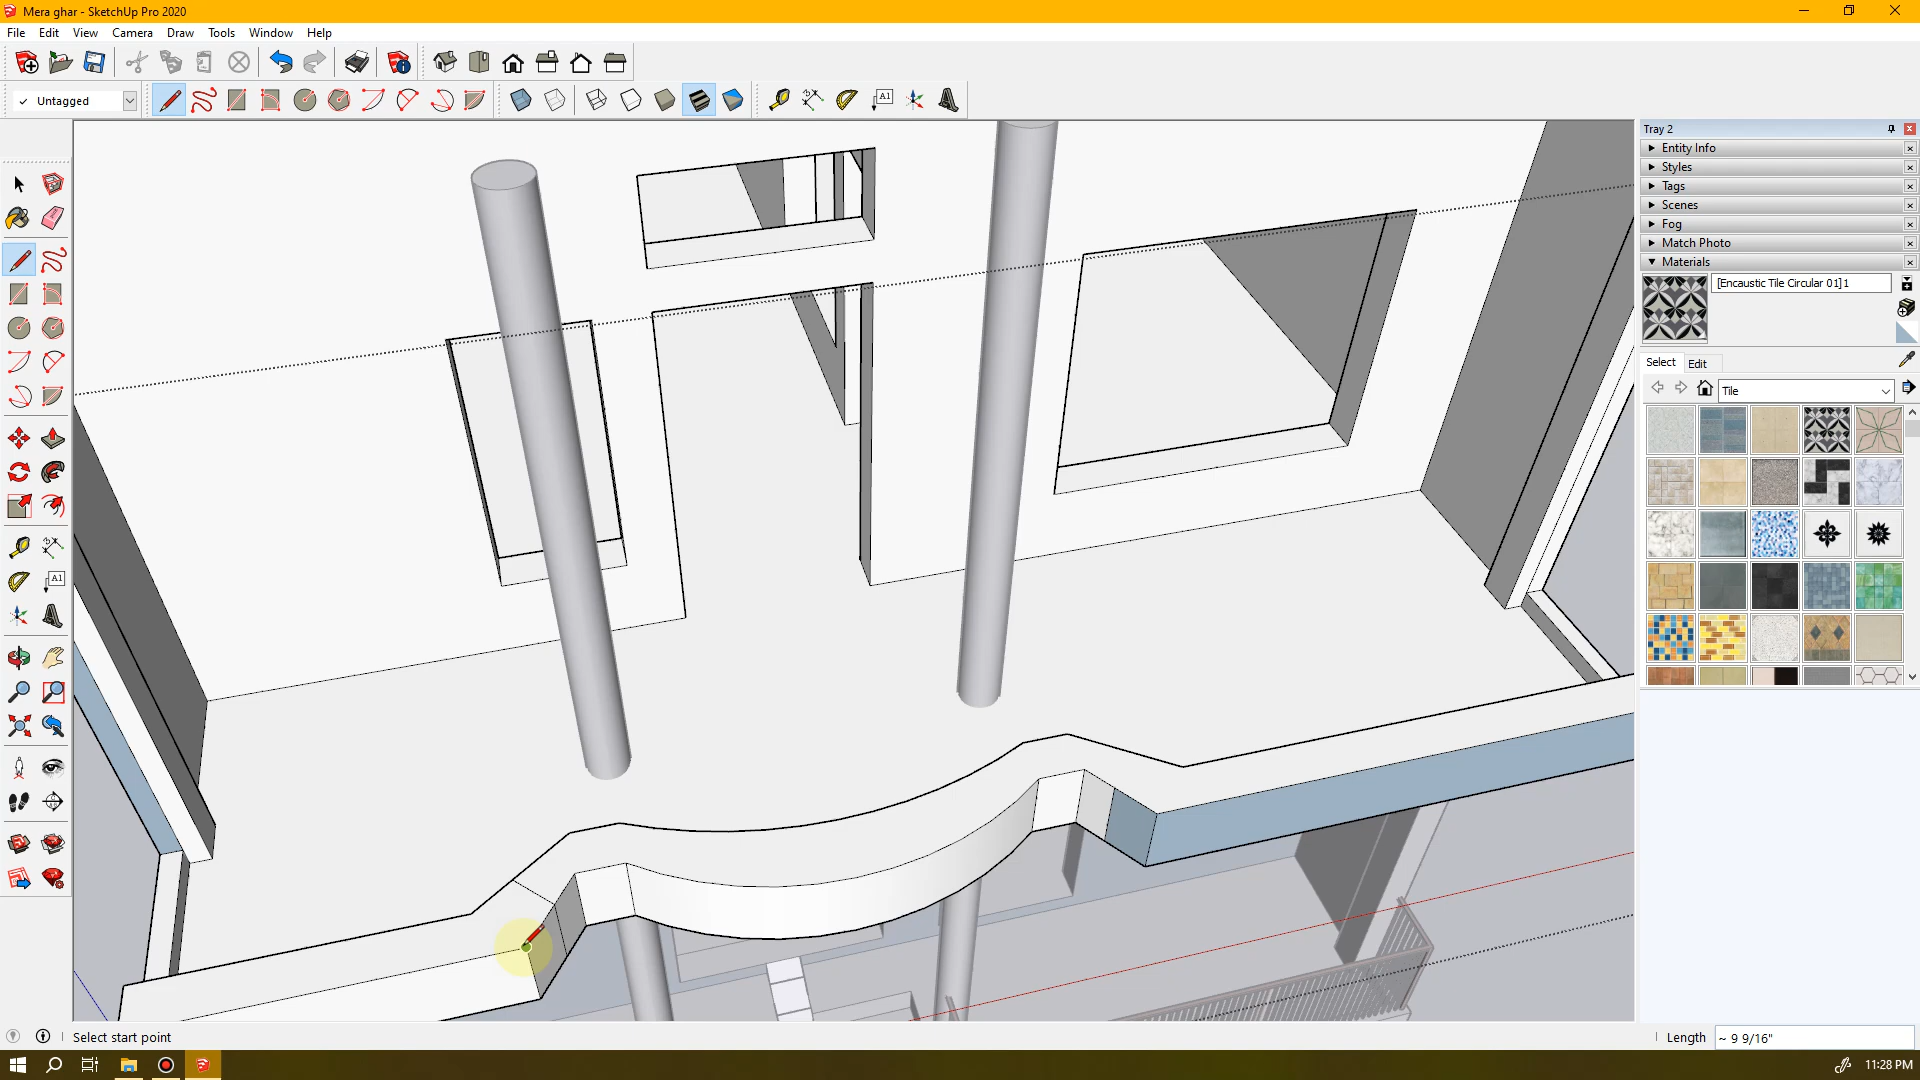 Mera ghar - SketchUp Pro 2020
File Edit View Camera Draw Tools Window Help
Untagged
A1
Tray 2
Entity Info
Styles
Tags
Scenes
Fog
Match Photo
Materials
[Encaustic Tile Circular 01]1
Select Edit
Tile
A1
Select start point
Length ~ 9 9/16"
11:28 PM